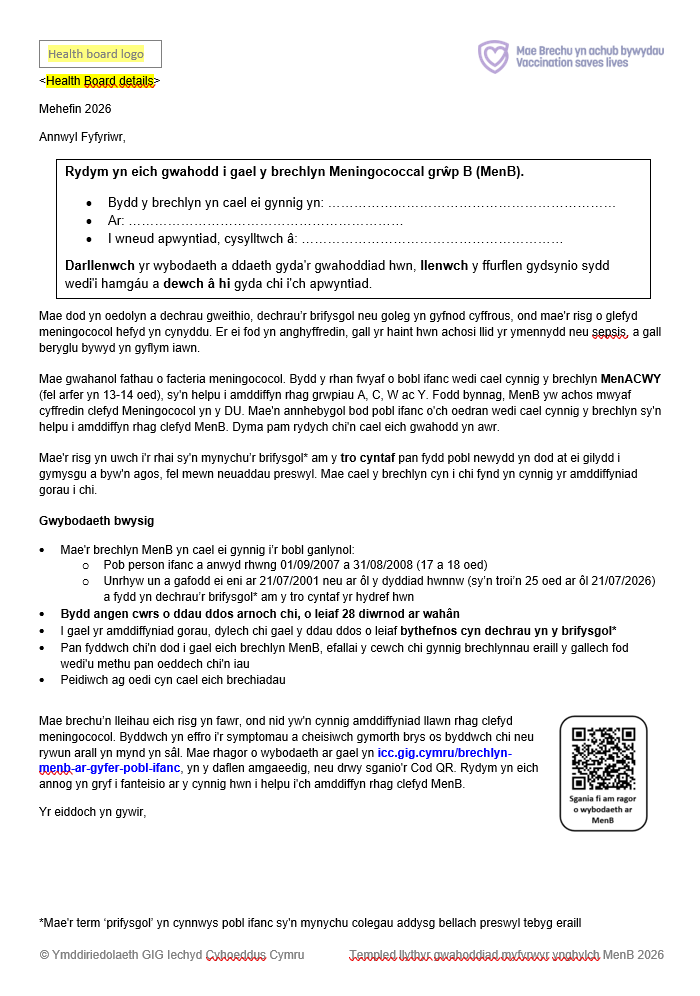 Health board logo
Mae Brechu yn achub bywydau
Vaccination saves lives
<Health Board details>
Mehefin 2026
Annwyl Fyfyriwr,
Rydym yn eich gwahodd i gael y brechlyn Meningococcal grŵp B (MenB).
• Bydd y brechlyn yn cael ei gynnig yn: ……………………………………………………
• Ar: ……………………………………………………
• I wneud apwyntiad, cysylltwch â: ………………………………………………
Darllenwch yr wybodaeth a ddaeth gyda'r gwahoddiad hwn, llenwch y ffurflen gydsynio sydd
wedi'i hamgáu a dewch â hi gyda chi i'ch apwyntiad.
Mae dod yn oedolyn a dechrau gweithio, dechrau'r brifysgol neu goleg yn gyfnod cyffrous, ond mae'r risg o glefyd
meningococol hefyd yn cynyddu. Er ei fod yn anghyffredin, gall yr haint hwn achosi llid yr ymennydd neu sepsis, a gall
beryglu bywyd yn gyflym iawn.
Mae gwahanol fathau o facteria meningococol. Bydd y rhan fwyaf o bobl ifanc wedi cael cynnig y brechlyn MenACWY
(fel arfer yn 13-14 oed), sy'n helpu i amddiffyn rhag grwpiau A, C, W ac Y. Fodd bynnag, MenB yw achos mwyaf
cyffredin clefyd Meningococol yn y DU. Mae'n annhebygol bod pobl ifanc o'ch oedran wedi cael cynnig y brechlyn sy'n
helpu i amddiffyn rhag clefyd MenB. Dyma pam rydych chi'n cael eich gwahodd yn awr.
Mae'r risg yn uwch i'r rhai sy'n mynychu'r brifysgol* am y tro cyntaf pan fydd pobl newydd yn dod at ei gilydd i
gymysgu a byw'n agos, fel mewn neuaddau preswyl. Mae cael y brechlyn cyn i chi fynd yn cynnig yr amddiffyniad
gorau i chi.
Gwybodaeth bwysig
• Mae'r brechlyn MenB yn cael ei gynnig i'r bobl ganlynol:
o Pob person ifanc a anwyd rhwng 01/09/2007 a 31/08/2008 (17 a 18 oed)
o Unrhyw un a gafodd ei eni ar 21/07/2001 neu ar ôl y dyddiad hwnnw (sy'n troi'n 25 oed ar ôl 21/07/2026)
a fydd yn dechrau'r brifysgol* am y tro cyntaf yr hydref hwn
• Bydd angen cwrs o ddau ddos arnoch chi, o leiaf 28 diwrnod ar wahân
• I gael yr amddiffyniad gorau, dylech chi gael y ddau ddos o leiaf bythefnos cyn dechrau yn y brifysgol*
• Pan fyddwch chi'n dod i gael eich brechlyn MenB, efallai y cewch chi gynnig brechlynnau eraill y gallech fod
wedi'u methu pan oeddech chi'n iau
• Peidiwch ag oedi cyn cael eich brechiadau
Mae brechu'n lleihau eich risg yn fawr, ond nid yw'n cynnig amddiffyniad llawn rhag clefyd
meningococol. Byddwch yn effro i'r symptomau a cheisiwch gymorth brys os byddwch chi neu
rywun arall yn mynd yn sâl. Mae rhagor o wybodaeth ar gael yn icc.gig.cymru/brechlyn-
menb-ar-gyfer-pobl-ifanc, yn y daflen amgaeedig, neu drwy sganio'r Cod QR. Rydym yn eich
annog yn gryf i fanteisio ar y cynnig hwn i helpu i'ch amddiffyn rhag clefyd MenB.
Sgania fi am ragor
o wybodaeth ar
MenB
Yr eiddoch yn gywir,
*Mae'r term 'prifysgol' yn cynnwys pobl ifanc sy'n mynychu colegau addysg bellach preswyl tebyg eraill
© Ymddiriedolaeth GIG Iechyd Cyhoeddus Cymru Templed llythyr gwahoddiad myfyrwyr ynghylch MenB 2026